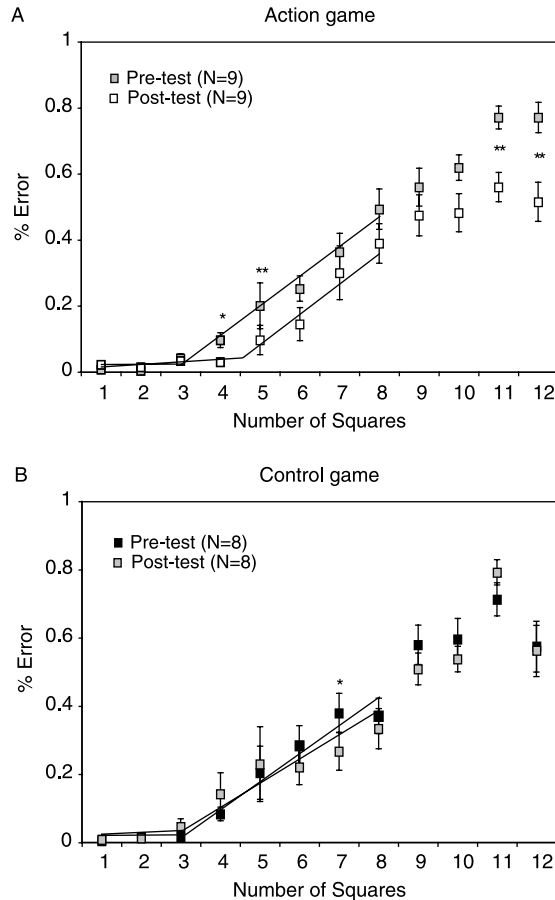 A
Action game
1
Pre-test (N=9)
Post-test (N=9)
0.8
0.6
0.4
0.2
0
% Error
*
**
**
**
1 2 3 4 5 6 7 8 9 10 11 12
Number of Squares
B
Control game
1
Pre-test (N=8)
Post-test (N=8)
0.8
0.6
0.4
0.2
0
% Error
*
1 2 3 4 5 6 7 8 9 10 11 12
Number of Squares